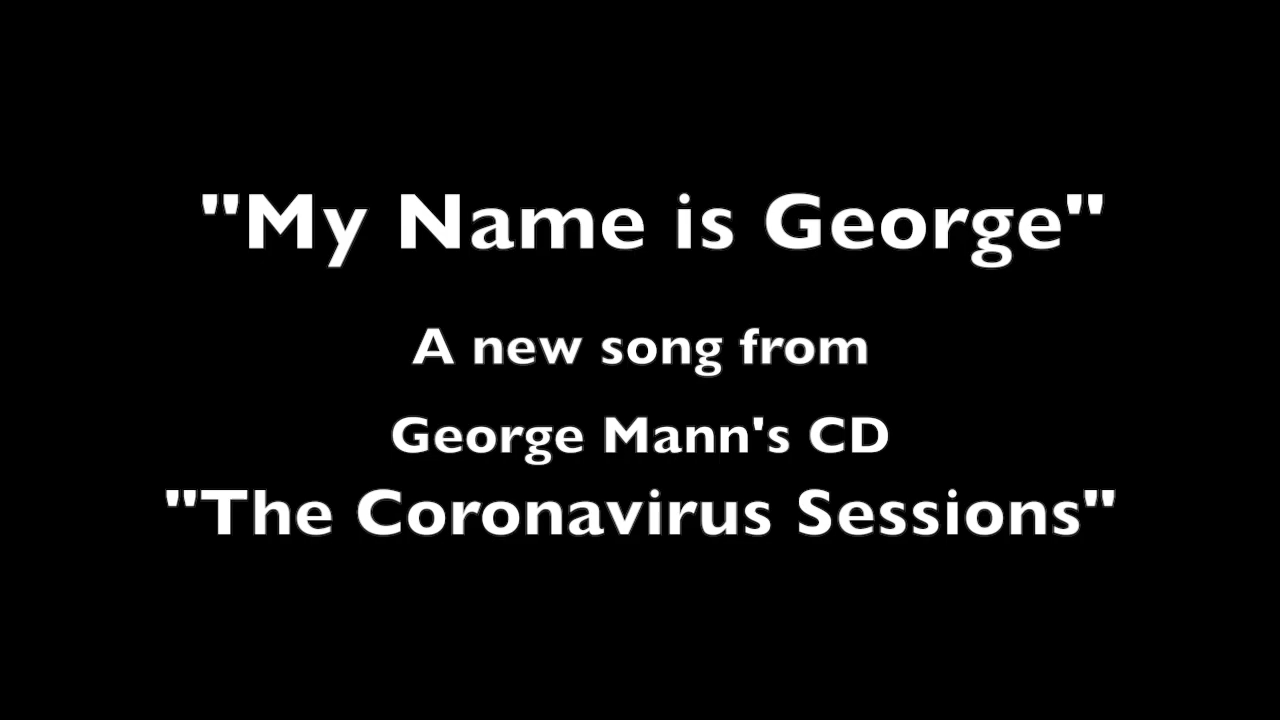 "My Name is George"
A new song from
George Mann's CD
"The Coronavirus Sessions"